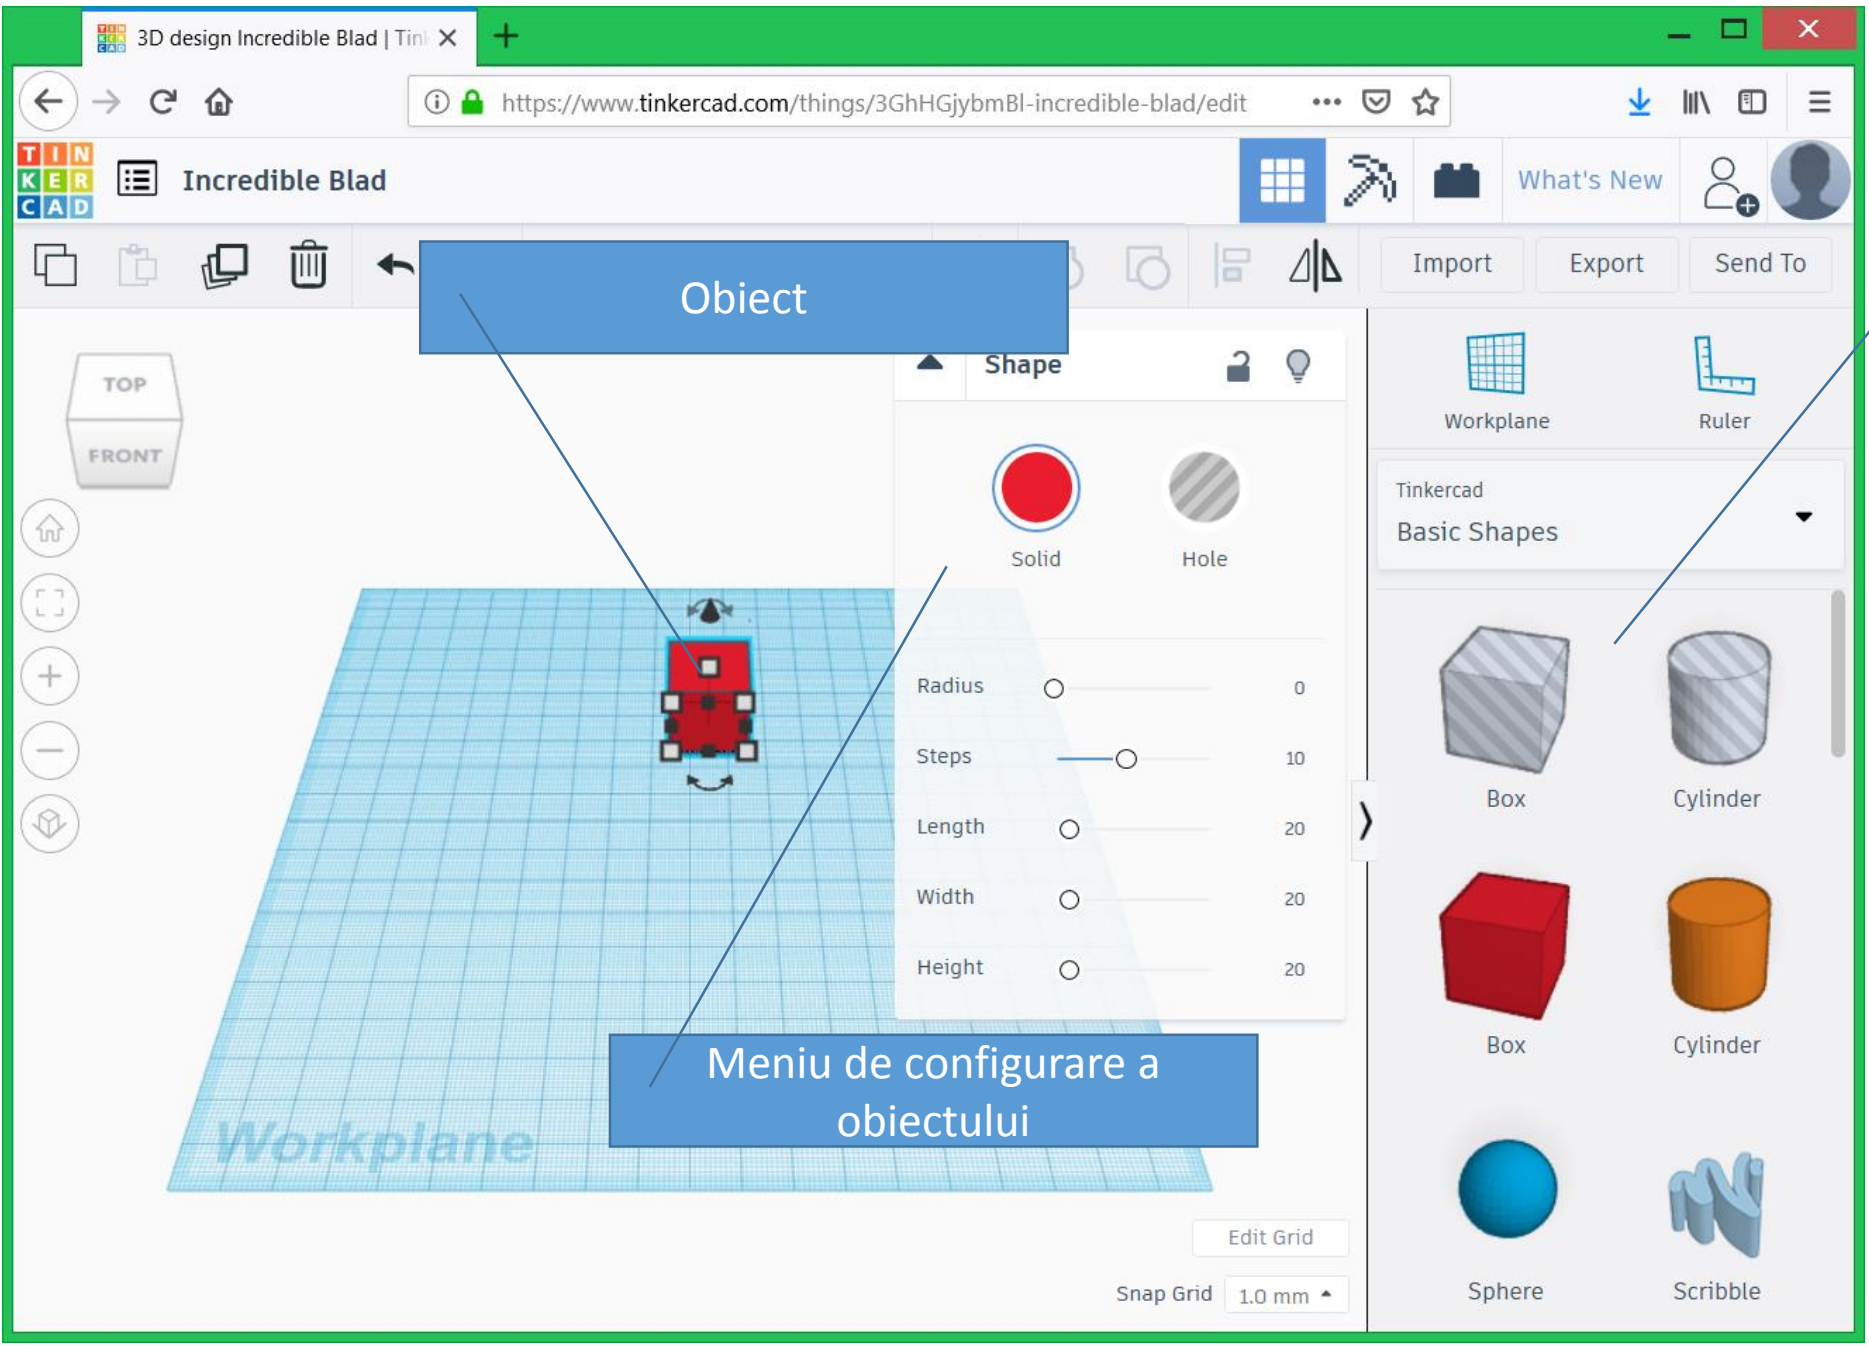 3D design Incredible Blad | Tin
https://www.tinkercad.com/things/3GhHGjybmBl-incredible-blad/edit
TIN
KER
CAD
Incredible Blad
What's New
Import
Export
Send To
Obiect
Shape
TOP
FRONT
Workplane
Ruler
Solid
Hole
Tinkercad
Basic Shapes
Radius 0
Steps 10
Length 20
Width 20
Height 20
Box
Cylinder
Box
Cylinder
Meniu de configurare a
obiectului
Workplane
Edit Grid
Snap Grid 1.0 mm
Sphere
Scribble